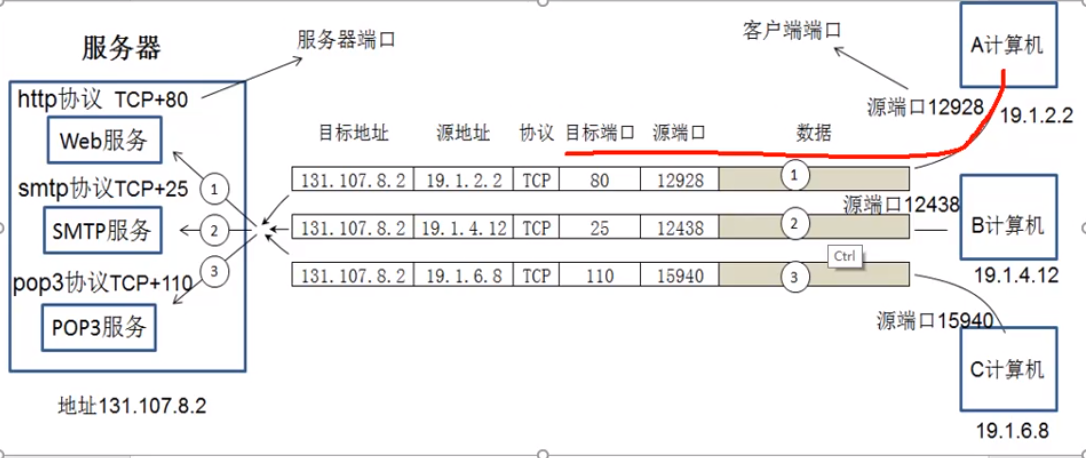 服务器
服务器端口
客户端端口
A计算机
http协议 TCP+80
源端口12928
19.1.2.2
Web服务
目标地址 源地址 协议 目标端口 源端口 数据
smtp协议TCP+25
1
131.107.8.2 19.1.2.2 TCP 80 12928 1
源端口12438
SMTP服务
2
131.107.8.2 19.1.4.12 TCP 25 12438 2
B计算机
Ctrl
pop3协议TCP+110
3
131.107.8.2 19.1.6.8 TCP 110 15940 3
19.1.4.12
POP3服务
源端口15940
C计算机
地址131.107.8.2
19.1.6.8